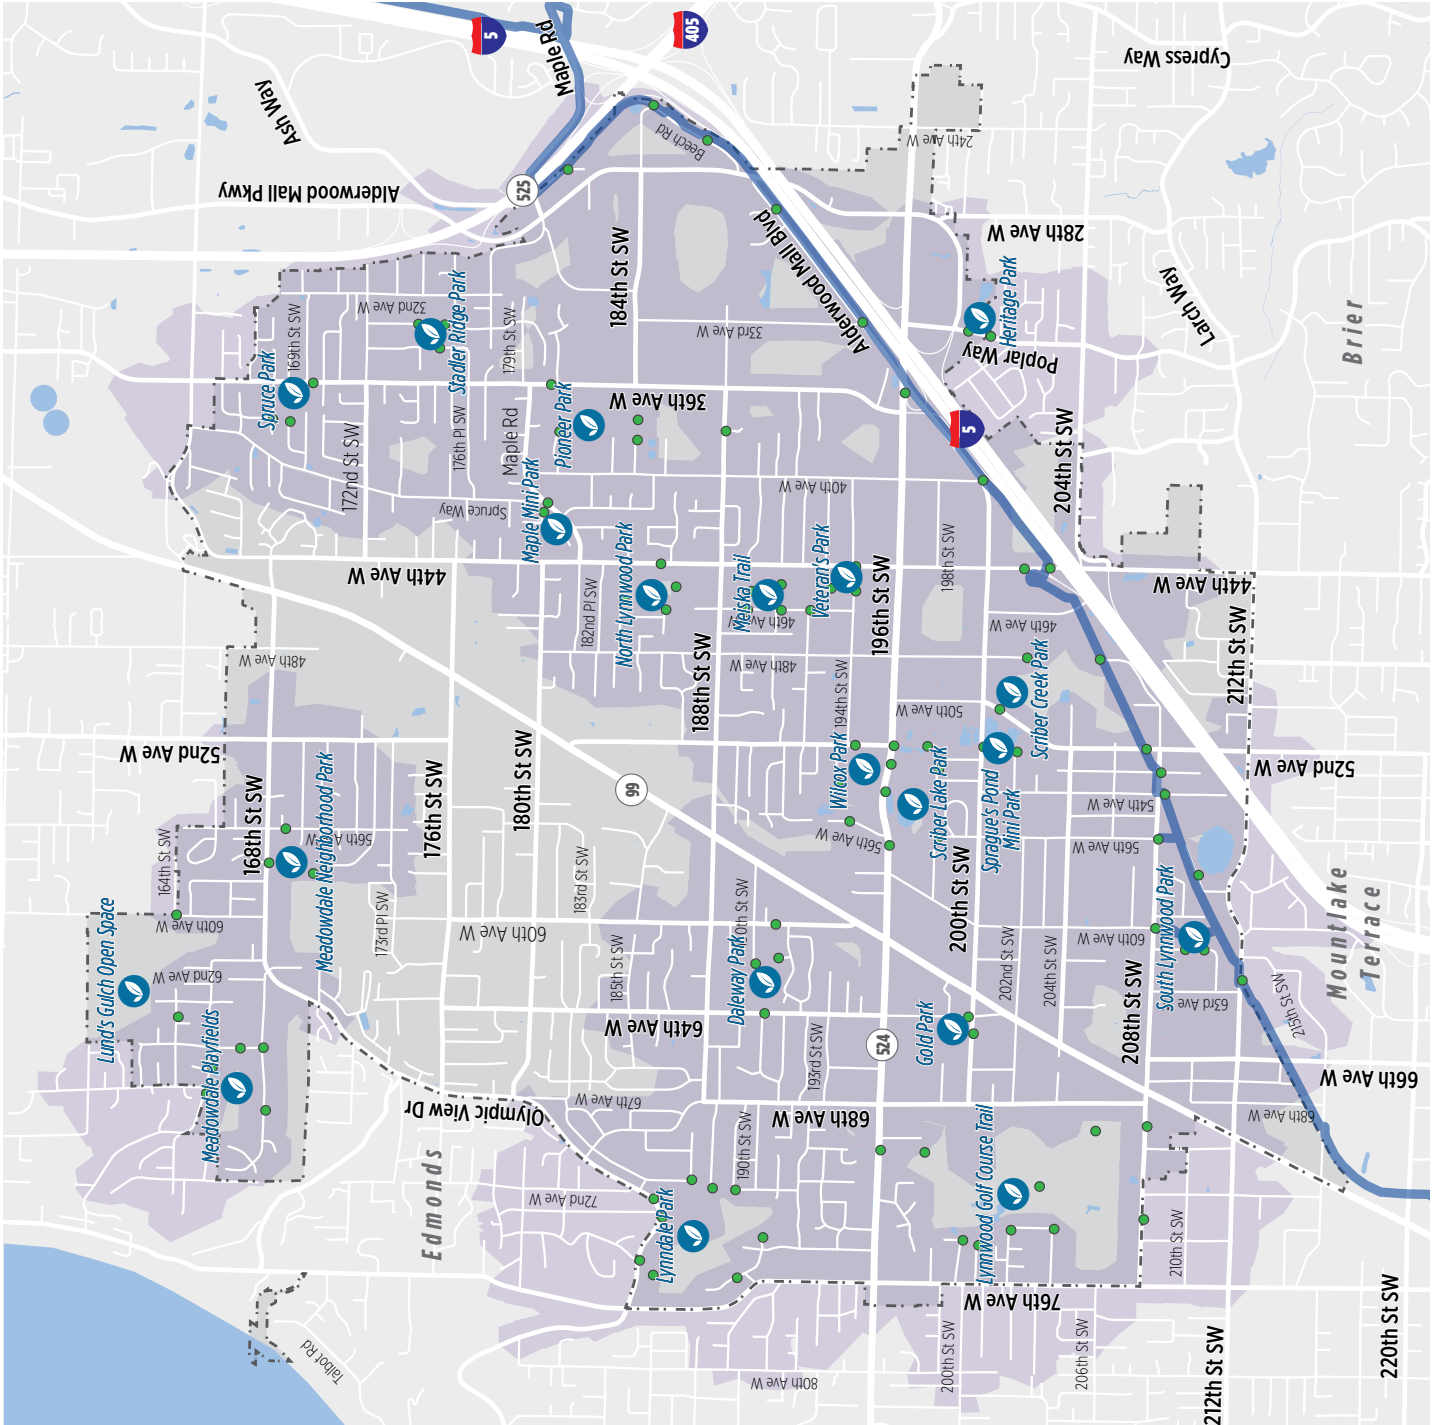 5
405
Maple Rd
Ash Way
Cypress Way
Beech Rd
24th Ave W
Alderwood Mall Pkwy
525
28th Ave W
184th St SW
Alderwood Mall Blvd
Larch Way
Brier
32nd Ave W
Stadler Ridge Park
169th St SW
Spruce Park
179th St SW
33rd Ave W
Heritage Park
Poplar Way
36th Ave W
Pioneer Park
Maple Rd
176th Pl SW
172nd St SW
5
204th St SW
40th Ave W
Spruce Way
Maple Mini Park
44th Ave W
182nd Pl SW
North Lynnwood Park
Meiska Trail
Veteran's Park
196th St SW
198th St SW
44th Ave W
46th Ave W
46th Ave W
212th St SW
48th Ave W
48th Ave W
188th St SW
194th St SW
50th Ave W
Scriber Creek Park
52nd Ave W
52nd Ave W
168th St SW
Meadowdale Neighorhood Park
176th St SW
180th St SW
99
Wilcox Park
Scriber Lake Park
Sprague's Pond
Mini Park
54th Ave W
56th Ave W
56th Ave W
164th St SW
183rd St SW
200th St SW
Mountlake
Terrace
60th Ave W
60th Ave W
60th Ave W
173rd Pl SW
Lund's Gulch Open Space
62nd Ave W
185th St SW
Daleway Park
202nd St SW
204th St SW
208th St SW
South Lynnwood Park
63rd Ave W
215th St SW
64th Ave W
193rd St SW
524
Gold Park
Meadowdale Playfields
66th Ave W
Olympic View Dr
67th Ave W
68th Ave W
68th Ave W
190th St SW
Edmonds
72nd Ave W
Lynndale Park
Lynnwood Golf Course Trail
210th St SW
76th Ave W
Talbot Rd
80th Ave W
200th St SW
206th St SW
212th St SW
220th St SW